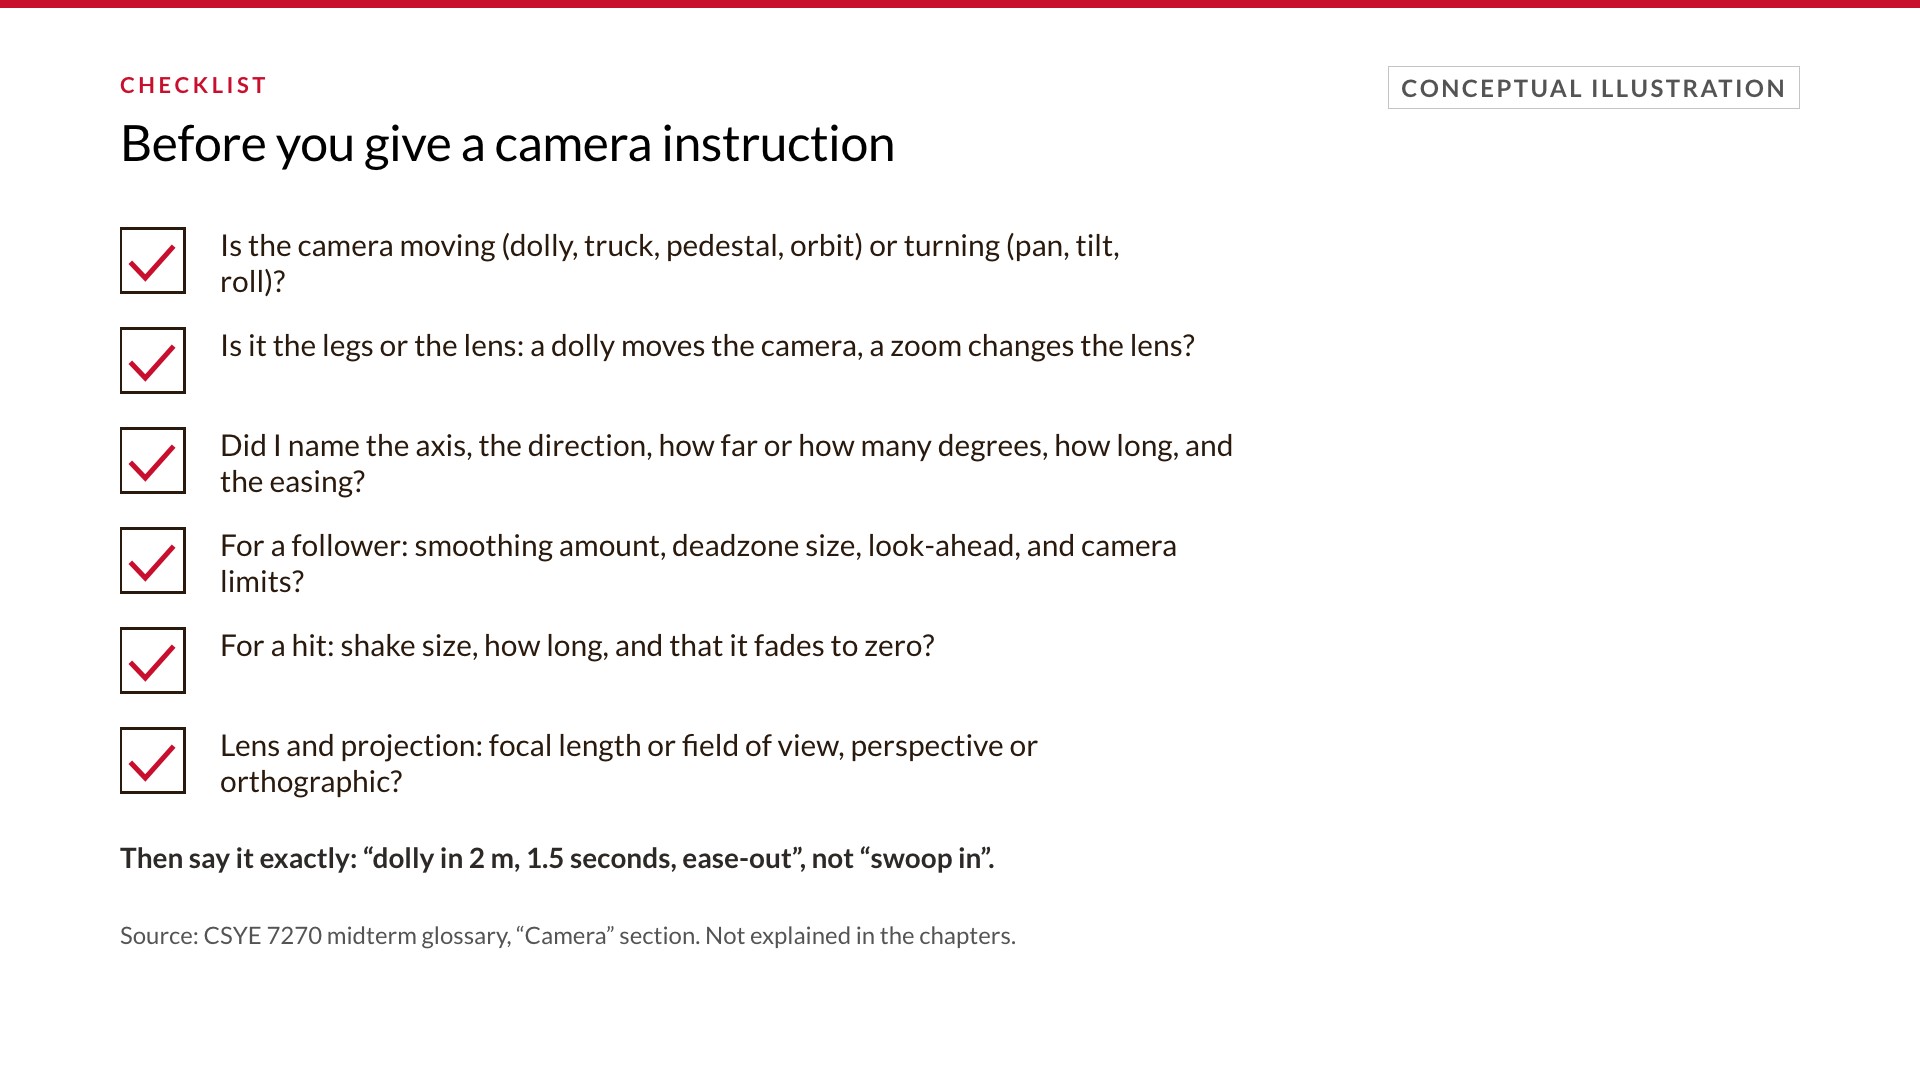 CHECKLIST
CONCEPTUAL ILLUSTRATION
Before you give a camera instruction
Is the camera moving (dolly, truck, pedestal, orbit) or turning (pan, tilt,
roll)?
Is it the legs or the lens: a dolly moves the camera, a zoom changes the lens?
Did I name the axis, the direction, how far or how many degrees, how long, and
the easing?
For a follower: smoothing amount, deadzone size, look-ahead, and camera
limits?
For a hit: shake size, how long, and that it fades to zero?
Lens and projection: focal length or field of view, perspective or
orthographic?
Then say it exactly: “dolly in 2 m, 1.5 seconds, ease-out”, not “swoop in”.
Source: CSYE 7270 midterm glossary, “Camera” section. Not explained in the chapters.